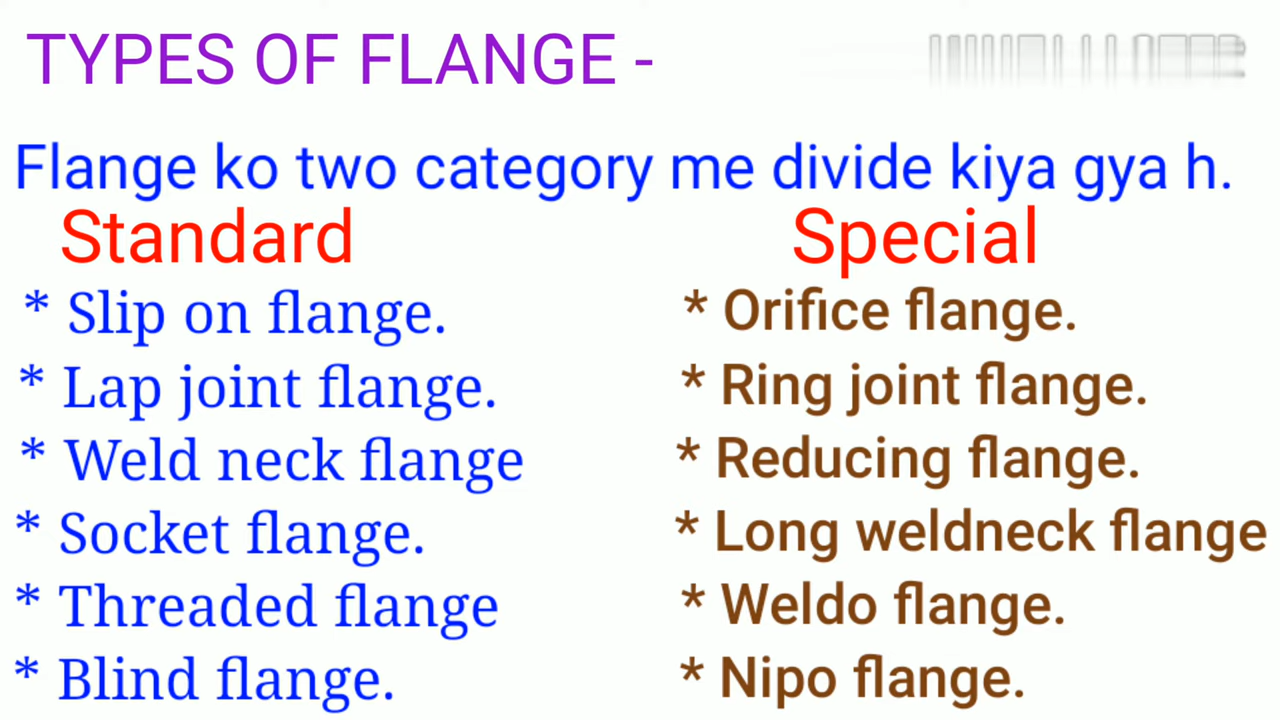 TYPES OF FLANGE -
Flange ko two category me divide kiya gya h.
Standard
* Slip on flange.
* Lap joint flange.
* Weld neck flange
* Socket flange.
* Threaded flange
* Blind flange.
Special
* Orifice flange.
* Ring joint flange.
* Reducing flange.
* Long weldneck flange
* Weldo flange.
* Nipo flange.